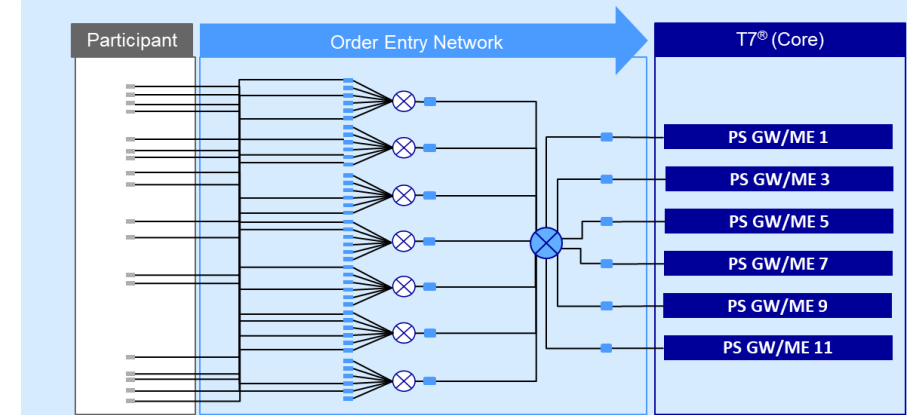 Participant
Order Entry Network
T7® (Core)
PS GW/ME 1
PS GW/ME 3
PS GW/ME 5
PS GW/ME 7
PS GW/ME 9
PS GW/ME 11